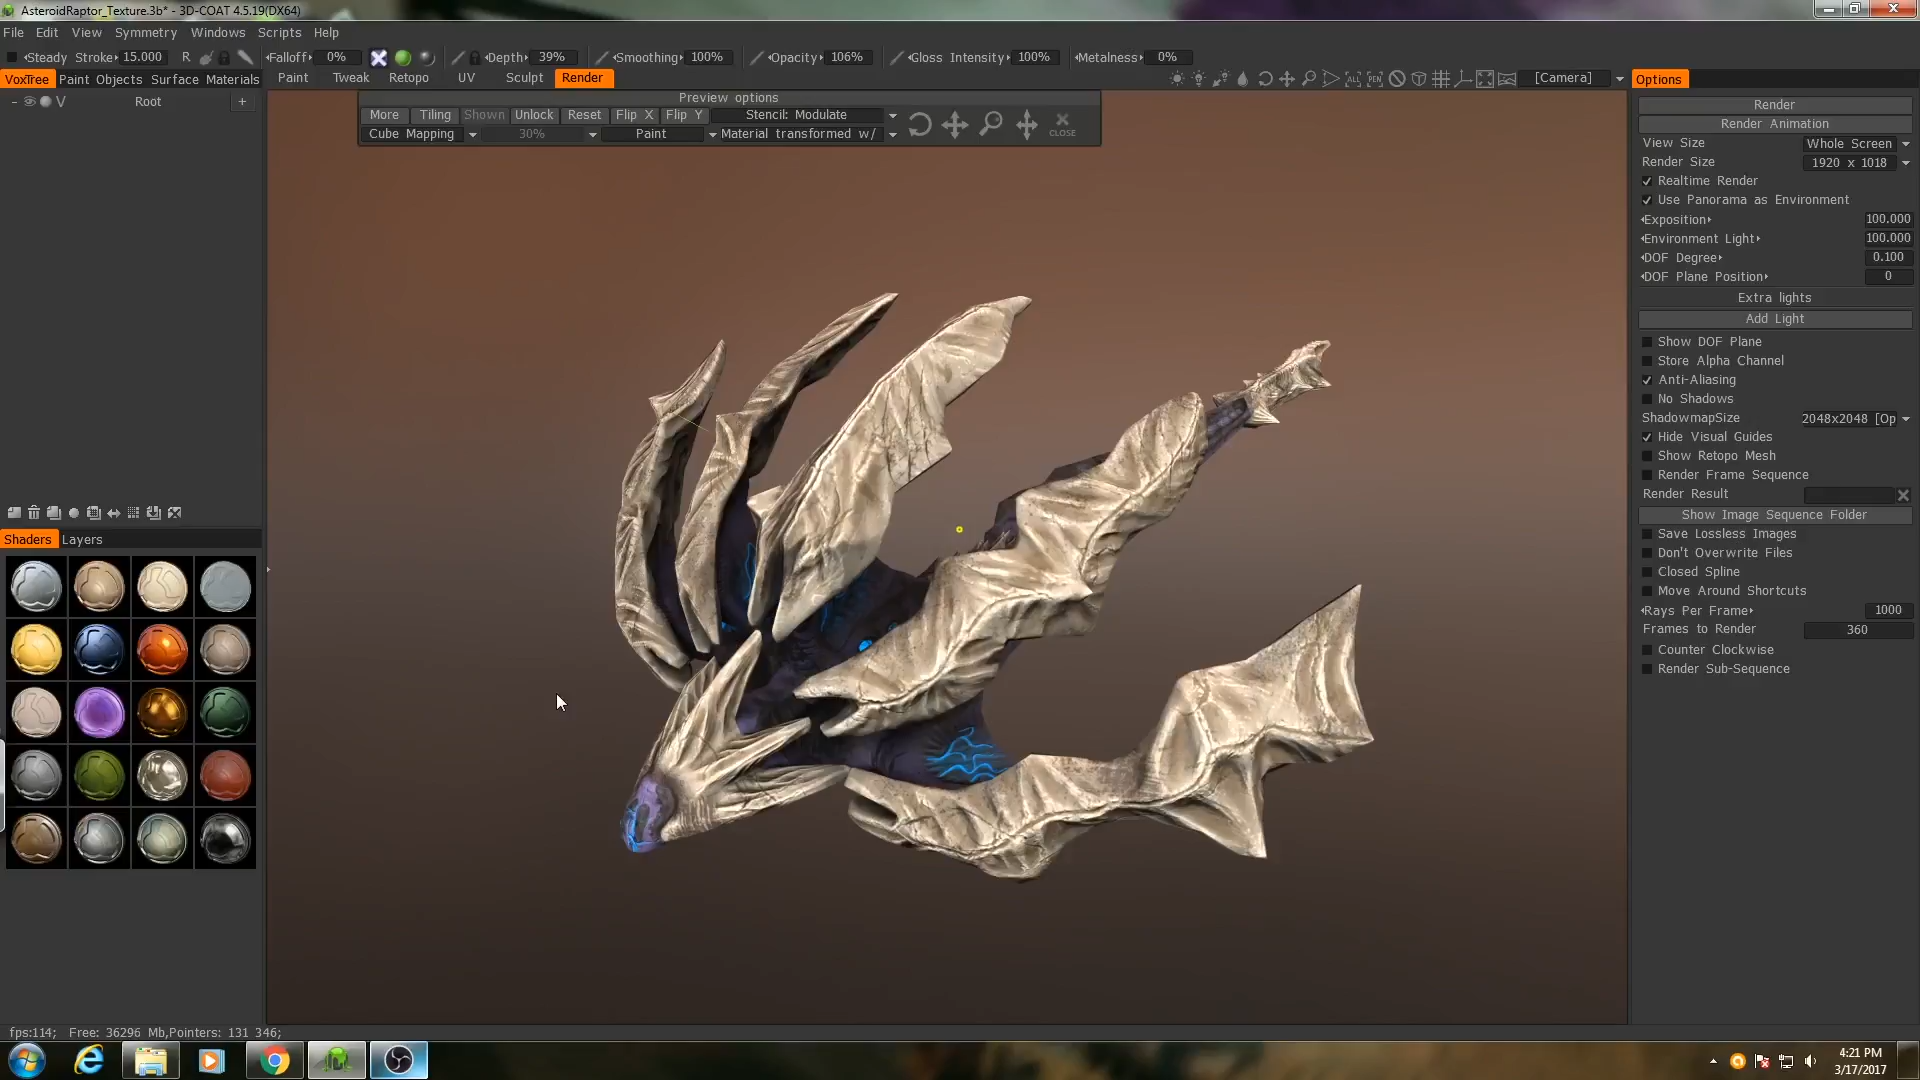 AsteroidRaptor_Texture.3b* - 3D-COAT 4.5.19(DX64)
File Edit View Symmetry Windows Scripts Help
Steady Stroke 15.000 R Falloff 0% Depth 39% Smoothing 100% Opacity 106% Gloss Intensity 100% Metalness 0%
VoxTree Paint Objects Surface Materials Paint Tweak Retopo UV Sculpt Render [Camera] Options
V Root +
Preview options
More Tiling Shown Unlock Reset Flip X Flip Y Stencil: Modulate
Cube Mapping 30% Paint Material transformed w/ CLOSE
Render
Render Animation
View Size Whole Screen
Render Size 1920 x 1018
Realtime Render
Use Panorama as Environment
Exposition 100.000
Environment Light 100.000
DOF Degree 0.100
DOF Plane Position 0
Extra lights
Add Light
Show DOF Plane
Store Alpha Channel
Anti-Aliasing
No Shadows
ShadowmapSize 2048x2048 [Op
Hide Visual Guides
Show Retopo Mesh
Render Frame Sequence
Render Result
Show Image Sequence Folder
Save Lossless Images
Don't Overwrite Files
Closed Spline
Move Around Shortcuts
Rays Per Frame 1000
Frames to Render 360
Counter Clockwise
Render Sub-Sequence
Shaders Layers
fps:114; Free: 36296 Mb,Pointers: 131 346;
4:21 PM
3/17/2017